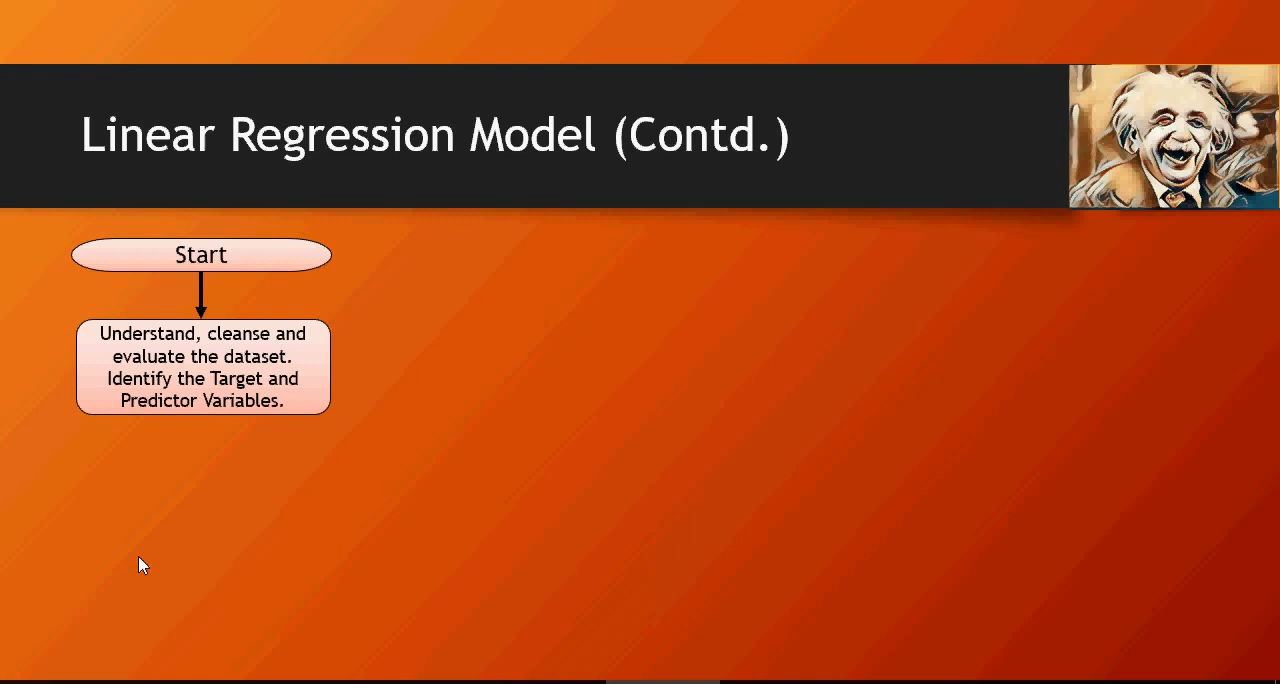 Linear Regression Model (Contd.)
Start
Understand, cleanse and
evaluate the dataset.
Identify the Target and
Predictor Variables.